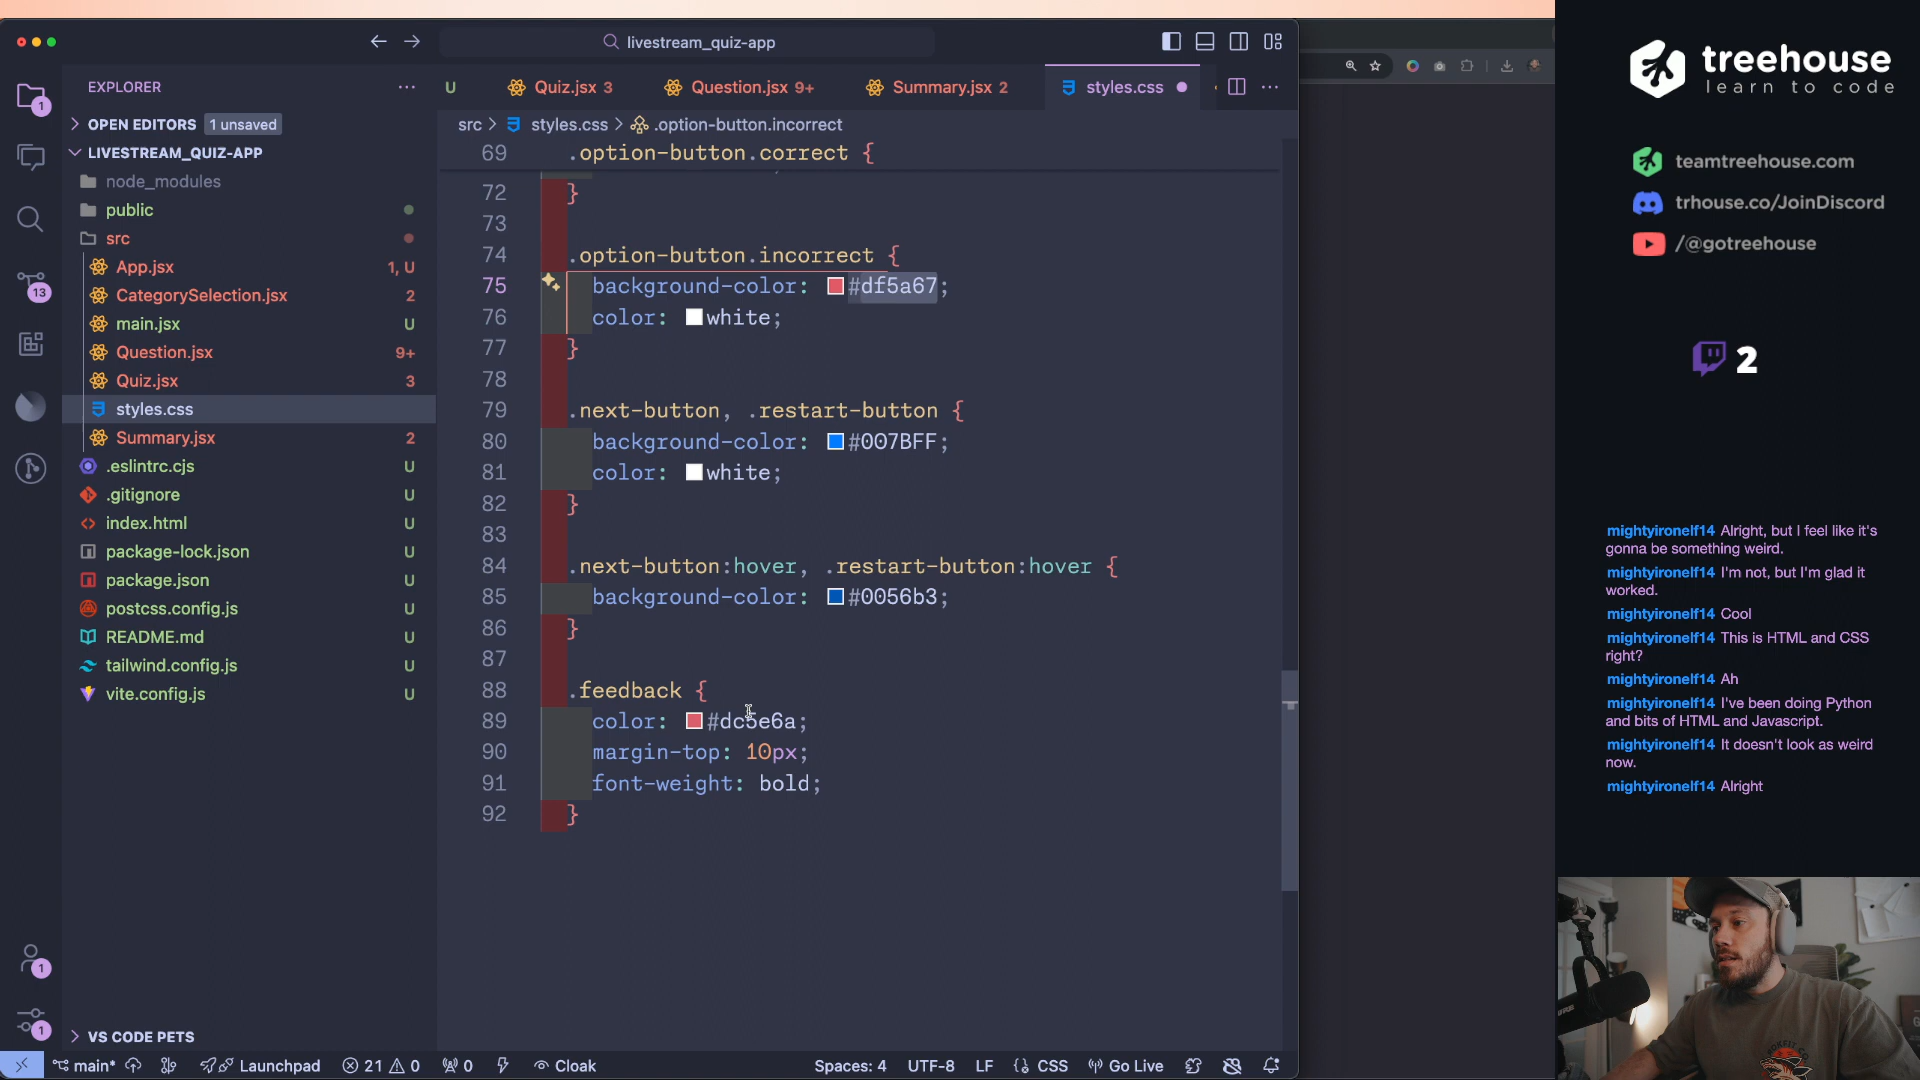 livestream_quiz-app
EXPLORER
OPEN EDITORS 1 unsaved
LIVESTREAM_QUIZ-APP
node_modules
public
src
App.jsx 1, U
CategorySelection.jsx 2
main.jsx U
Question.jsx 9+
Quiz.jsx 3
styles.css
Summary.jsx 2
.eslintrc.cjs U
.gitignore U
index.html U
package-lock.json U
package.json U
postcss.config.js U
README.md U
tailwind.config.js U
vite.config.js U
VS CODE PETS
1
13
1
1
U Quiz.jsx 3 Question.jsx 9+ Summary.jsx 2 styles.css
src > styles.css > .option-button.incorrect
69 .option-button.correct {
72 }
73
74 .option-button.incorrect {
75 background-color: #df5a67;
76 color: white;
77 }
78
79 .next-button, .restart-button {
80 background-color: #007BFF;
81 color: white;
82 }
83
84 .next-button:hover, .restart-button:hover {
85 background-color: #0056b3;
86 }
87
88 .feedback {
89 color: #dc5e6a;
90 margin-top: 10px;
91 font-weight: bold;
92 }
main* Launchpad 21 0 0 Cloak Spaces: 4 UTF-8 LF {} CSS Go Live
treehouse
learn to code
teamtreehouse.com
trhouse.co/JoinDiscord
/@gotreehouse
2
mightyironelf14 Alright, but I feel like it's
gonna be something weird.
mightyironelf14 I'm not, but I'm glad it
worked.
mightyironelf14 Cool
mightyironelf14 This is HTML and CSS
right?
mightyironelf14 Ah
mightyironelf14 I've been doing Python
and bits of HTML and Javascript.
mightyironelf14 It doesn't look as weird
now.
mightyironelf14 Alright